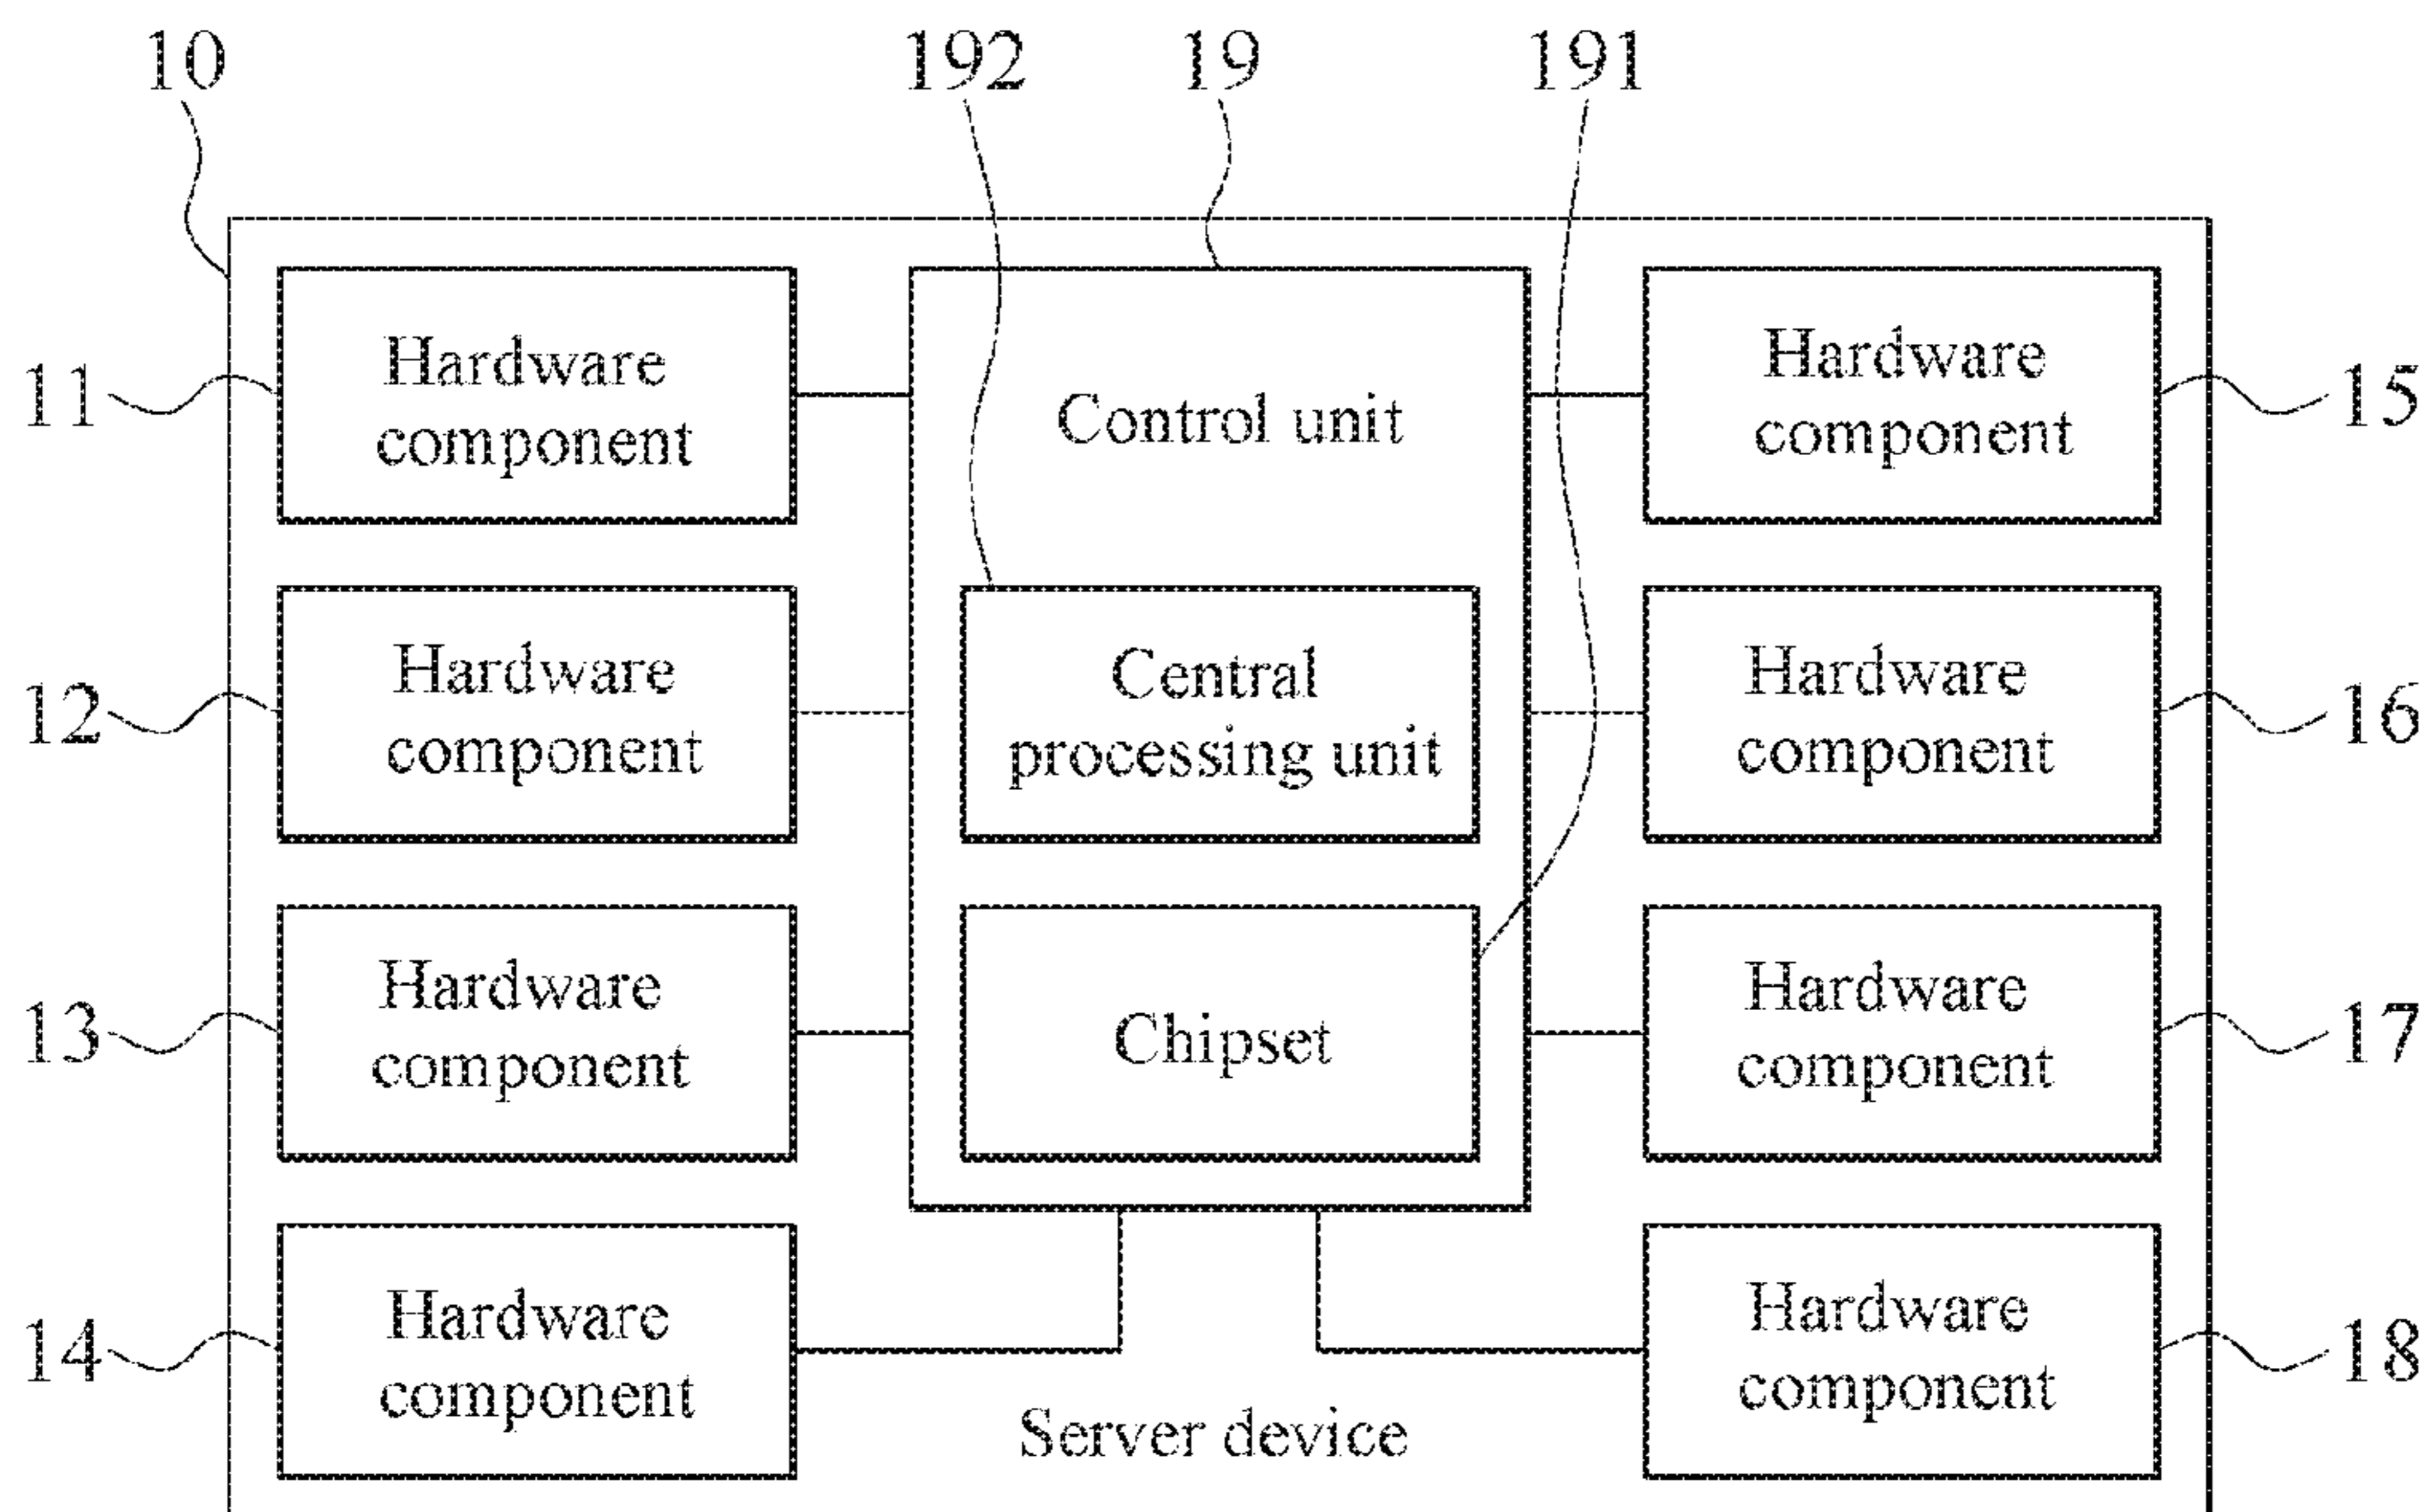 10
192
19
191
11
Hardware
component
Control unit
Hardware
component
15
12
Hardware
component
Central
processing unit
Hardware
component
16
13
Hardware
component
Chipset
Hardware
component
17
14
Hardware
component
Server device
Hardware
component
18